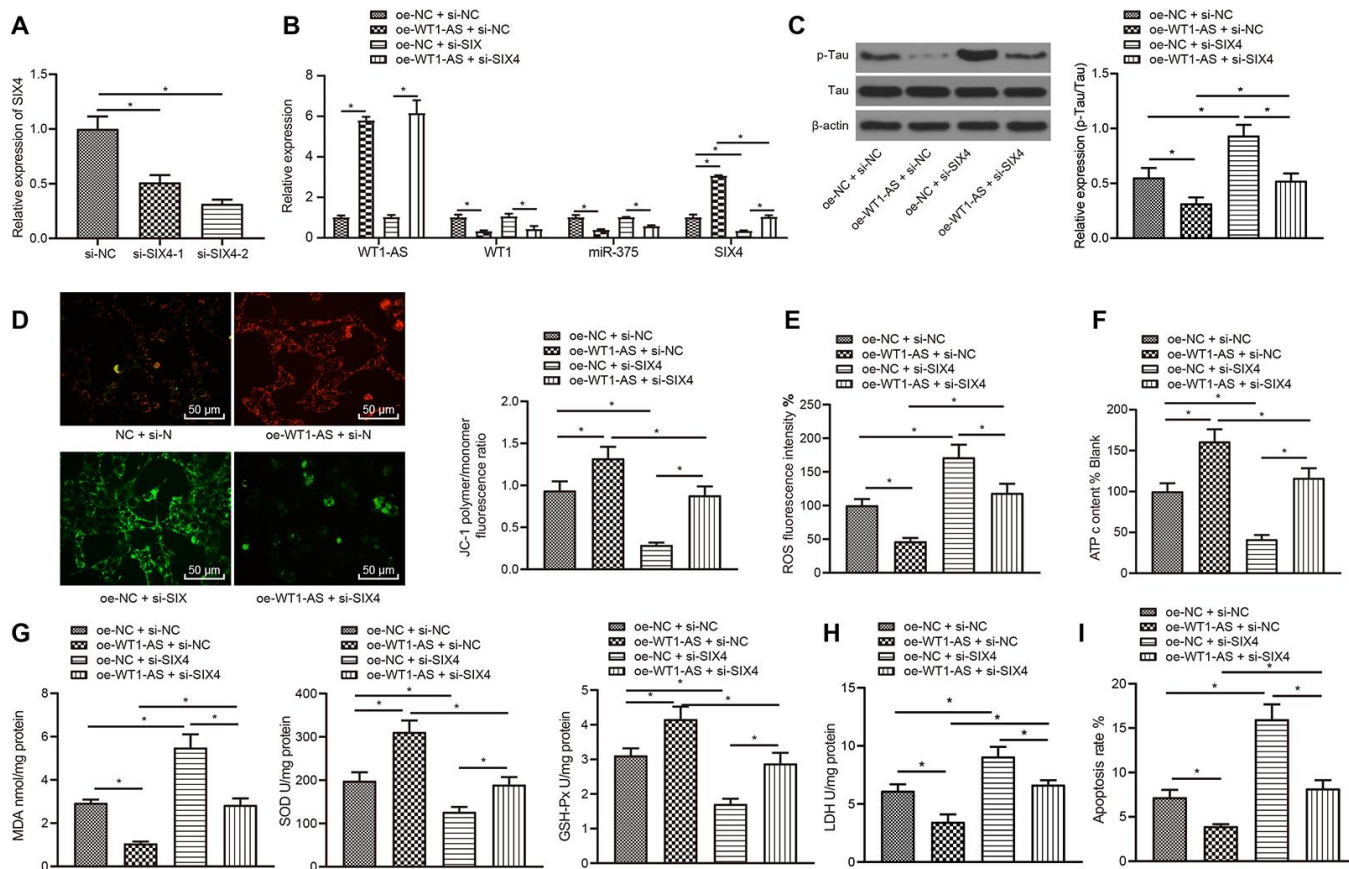 A
Relative expression of SIX4
1.5
1.0
0.5
0.0
*
*
si-NC
si-SIX4-1
si-SIX4-2
B
oe-NC + si-NC
oe-WT1-AS + si-NC
oe-NC + si-SIX
oe-WT1-AS + si-SIX4
Relative expression
8
6
4
2
0
*
*
*
*
*
*
*
*
*
*
WT1-AS
WT1
miR-375
SIX4
C
p-Tau
Tau
β-actin
oe-NC + si-NC
oe-WT1-AS + si-NC
oe-NC + si-SIX4
oe-WT1-AS + si-SIX4
oe-NC + si-NC
oe-WT1-AS + si-NC
oe-NC + si-SIX4
oe-WT1-AS + si-SIX4
Relative expression (p-Tau/Tau)
1.5
1.0
0.5
0.0
*
*
*
*
D
50 µm
50 µm
NC + si-N
oe-WT1-AS + si-N
50 µm
50 µm
oe-NC + si-SIX
oe-WT1-AS + si-SIX4
oe-NC + si-NC
oe-WT1-AS + si-NC
oe-NC + si-SIX4
oe-WT1-AS + si-SIX4
JC-1 polymer/monomer
fluorescence ratio
2.0
1.5
1.0
0.5
0.0
*
*
*
*
E
oe-NC + si-NC
oe-WT1-AS + si-NC
oe-NC + si-SIX4
oe-WT1-AS + si-SIX4
ROS fluorescence intensity %
250
200
150
100
50
0
*
*
*
*
F
oe-NC + si-NC
oe-WT1-AS + si-NC
oe-NC + si-SIX4
oe-WT1-AS + si-SIX4
ATP c ontent % Blank
200
150
100
50
0
*
*
*
*
G
oe-NC + si-NC
oe-WT1-AS + si-NC
oe-NC + si-SIX4
oe-WT1-AS + si-SIX4
MDA nmol/mg protein
8
6
4
2
0
*
*
*
*
oe-NC + si-NC
oe-WT1-AS + si-NC
oe-NC + si-SIX4
oe-WT1-AS + si-SIX4
SOD U/mg protein
400
300
200
100
0
*
*
*
*
oe-NC + si-NC
oe-WT1-AS + si-NC
oe-NC + si-SIX4
oe-WT1-AS + si-SIX4
GSH-Px U/mg protein
5
4
3
2
1
0
*
*
*
*
H
oe-NC + si-NC
oe-WT1-AS + si-NC
oe-NC + si-SIX4
oe-WT1-AS + si-SIX4
LDH U/mg protein
15
10
5
0
*
*
*
*
I
oe-NC + si-NC
oe-WT1-AS + si-NC
oe-NC + si-SIX4
oe-WT1-AS + si-SIX4
Apoptosis rate %
20
15
10
5
0
*
*
*
*